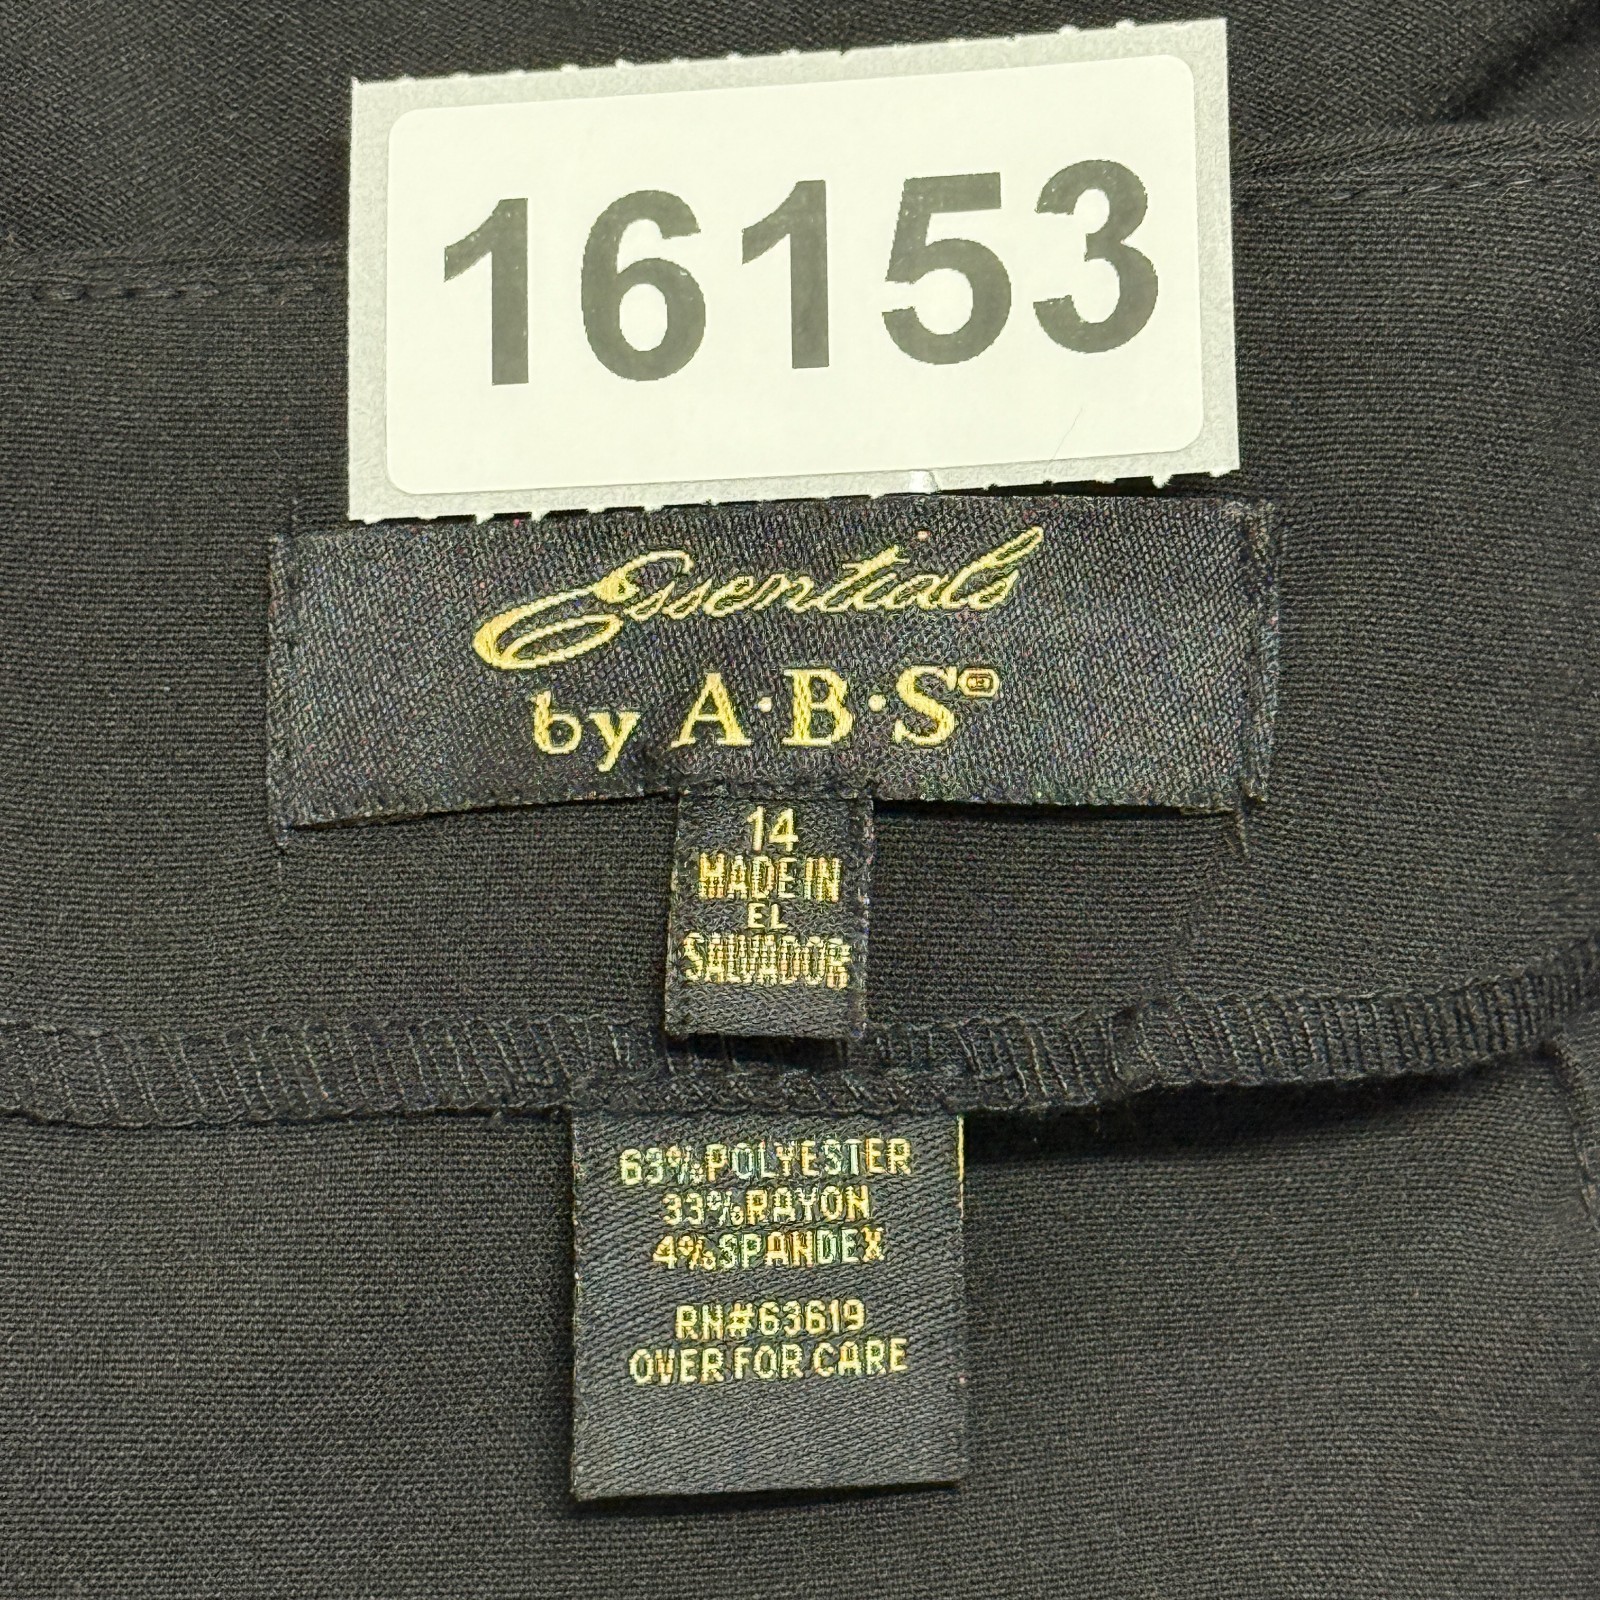 16153
Essentials
by A·B·S®
14
MADE IN
EL
SALVADOR
63%POLYESTER
33%RAYON
4%SPANDEX
RN#63619
OVER FOR CARE